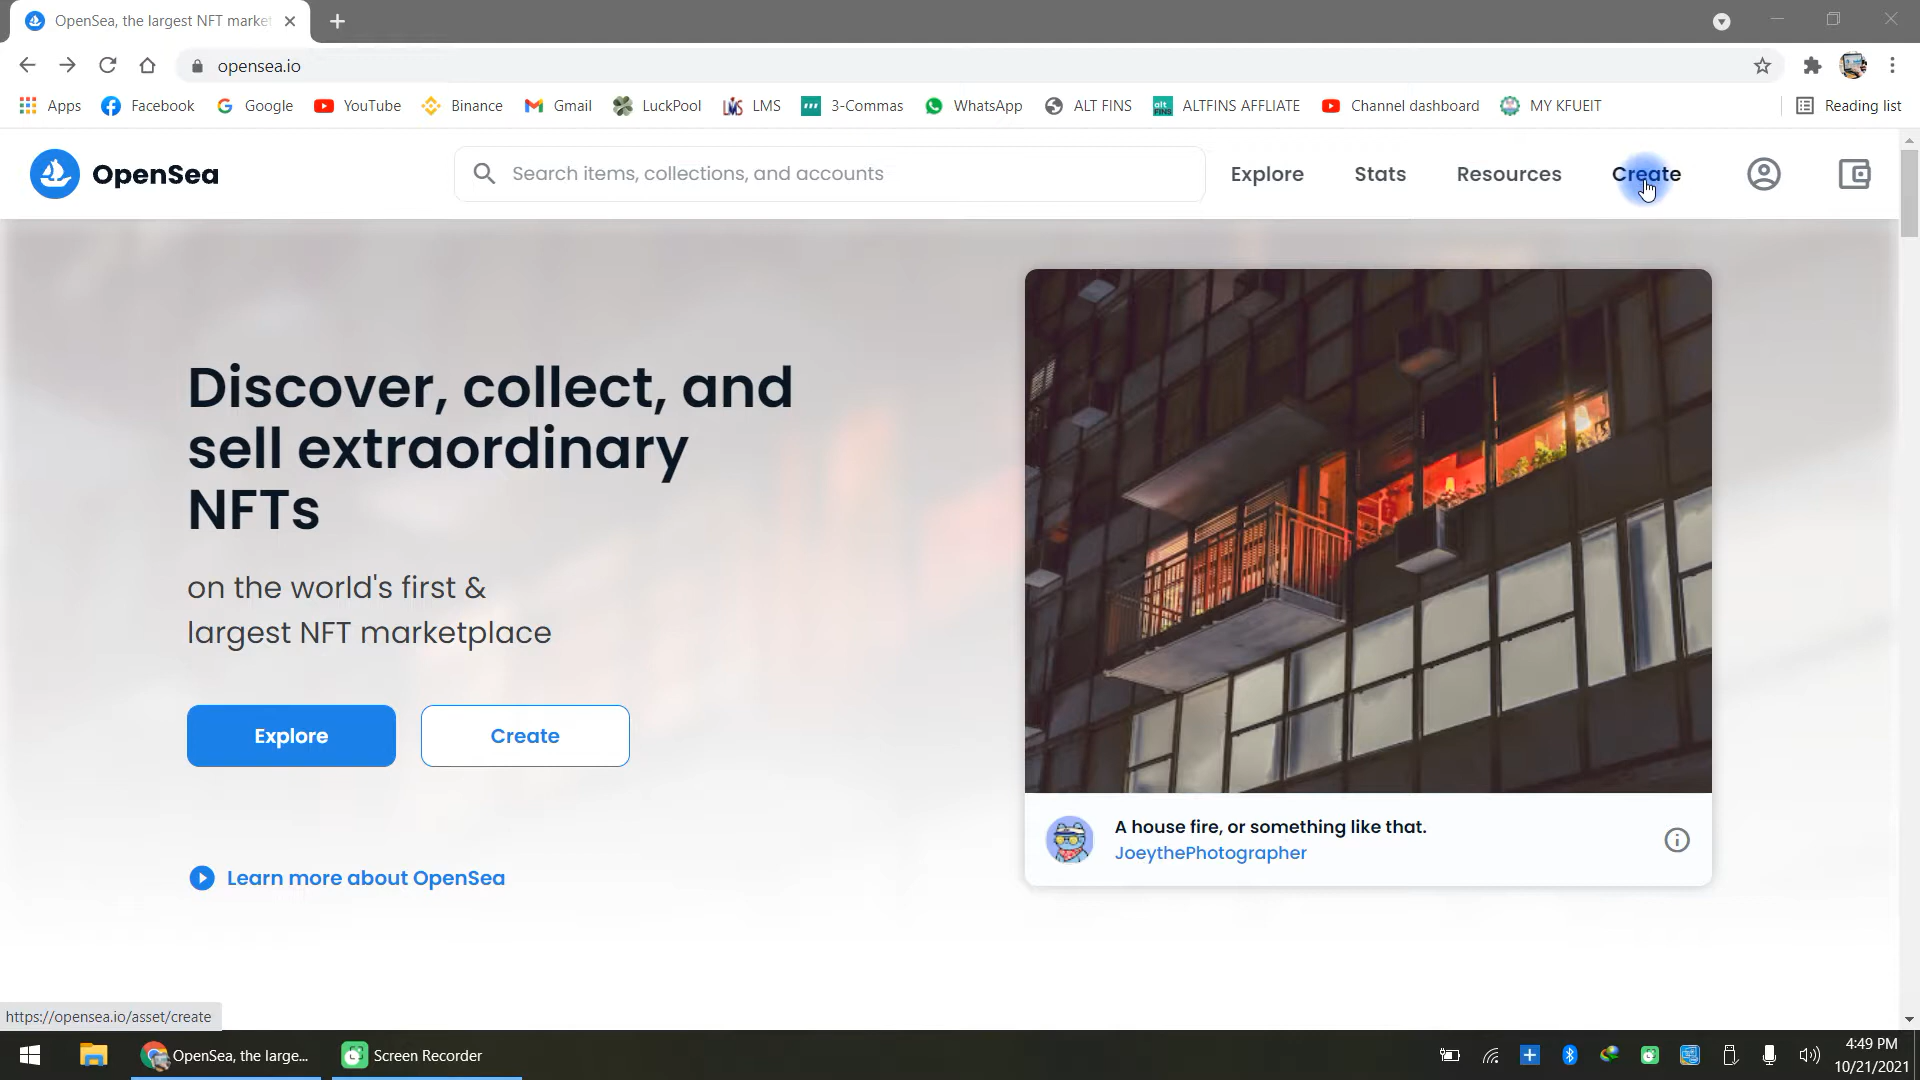 OpenSea, the largest NFT market
opensea.io
Apps Facebook Google YouTube Binance Gmail LuckPool LMS 3-Commas WhatsApp ALT FINS ALTFINS AFFLIATE Channel dashboard MY KFUEIT Reading list
OpenSea Search items, collections, and accounts Explore Stats Resources Create
Discover, collect, and
sell extraordinary
NFTs
on the world's first &
largest NFT marketplace
Explore Create
Learn more about OpenSea
A house fire, or something like that.
JoeythePhotographer
https://opensea.io/asset/create
OpenSea, the large... Screen Recorder
4:49 PM
10/21/2021